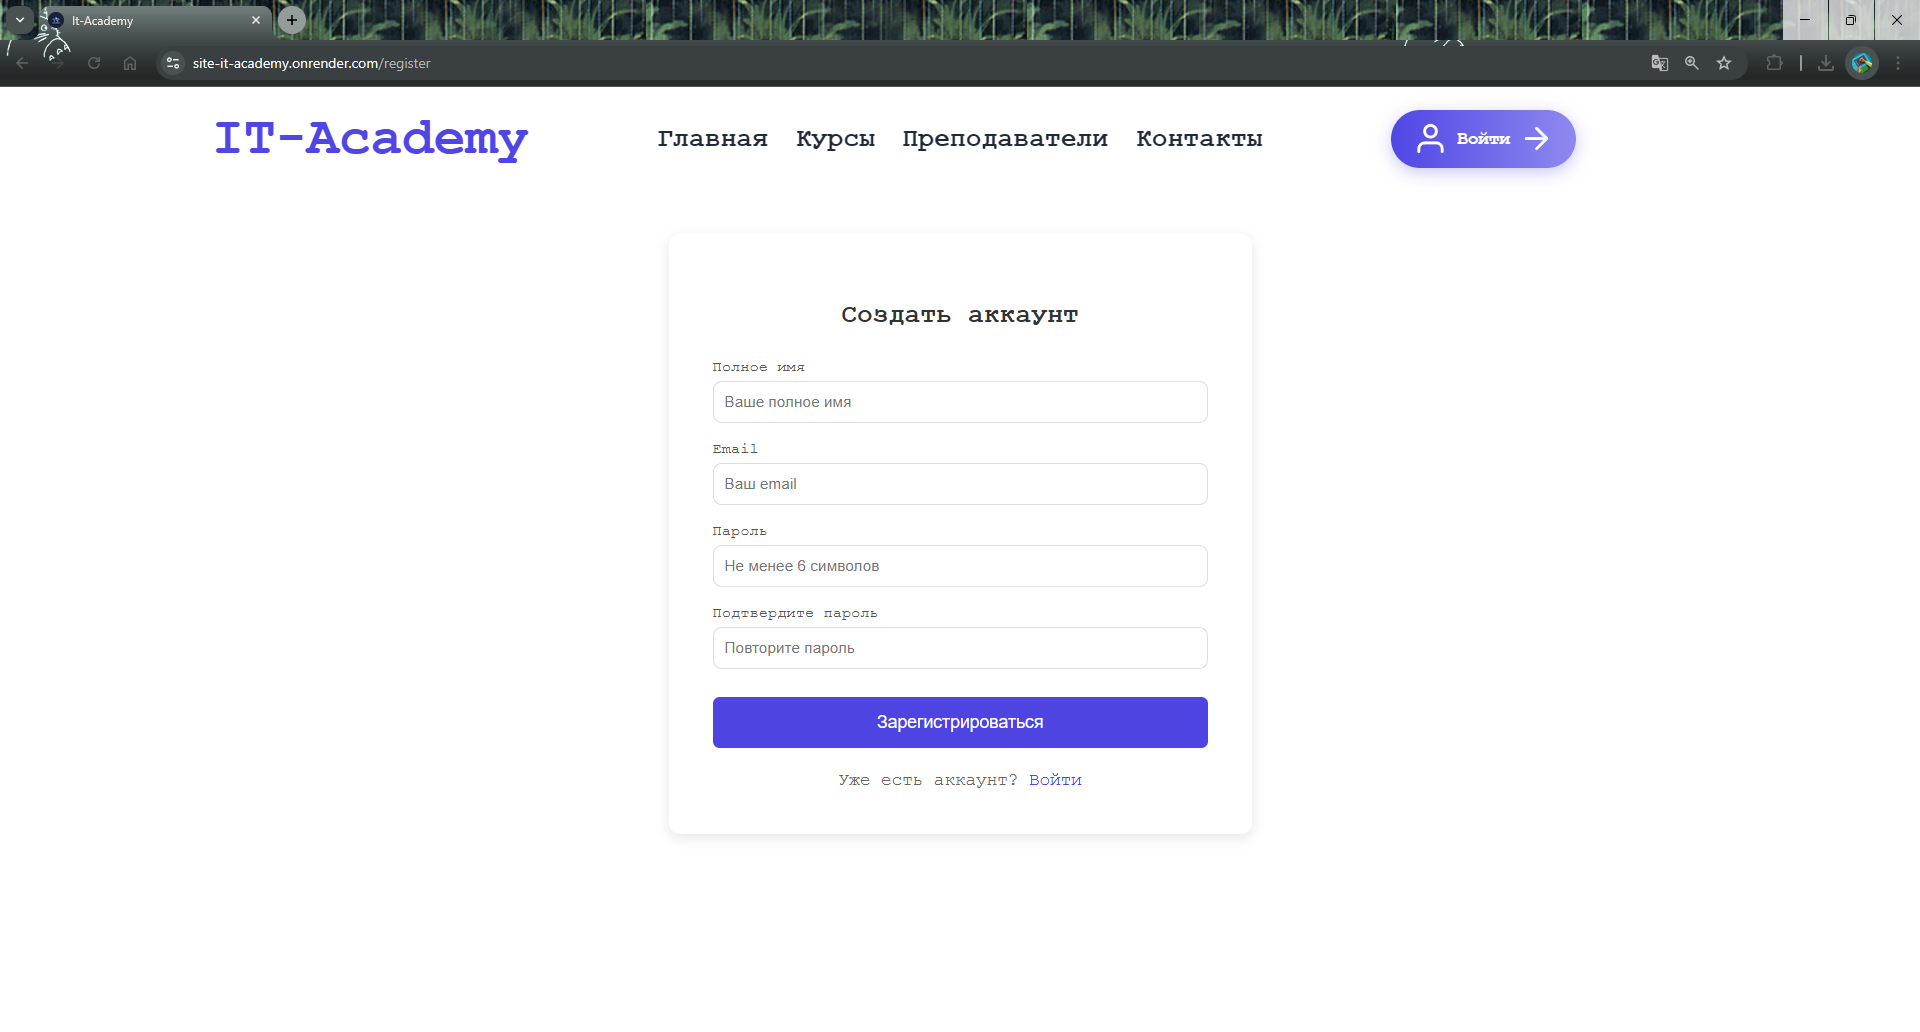 It-Academy
site-it-academy.onrender.com/register
IT-Academy
Главная Курсы Преподаватели Контакты
Войти
Создать аккаунт
Полное имя
Ваше полное имя
Email
Ваш email
Пароль
Не менее 6 символов
Подтвердите пароль
Повторите пароль
Зарегистрироваться
Уже есть аккаунт? Войти